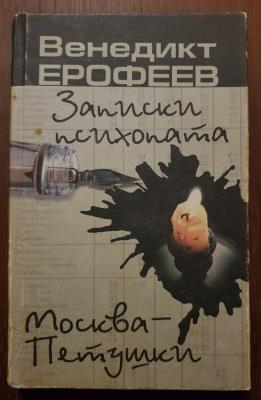 Венедикт
ЕРОФЕЕВ
Записки
психопата
Москва–
Петушки